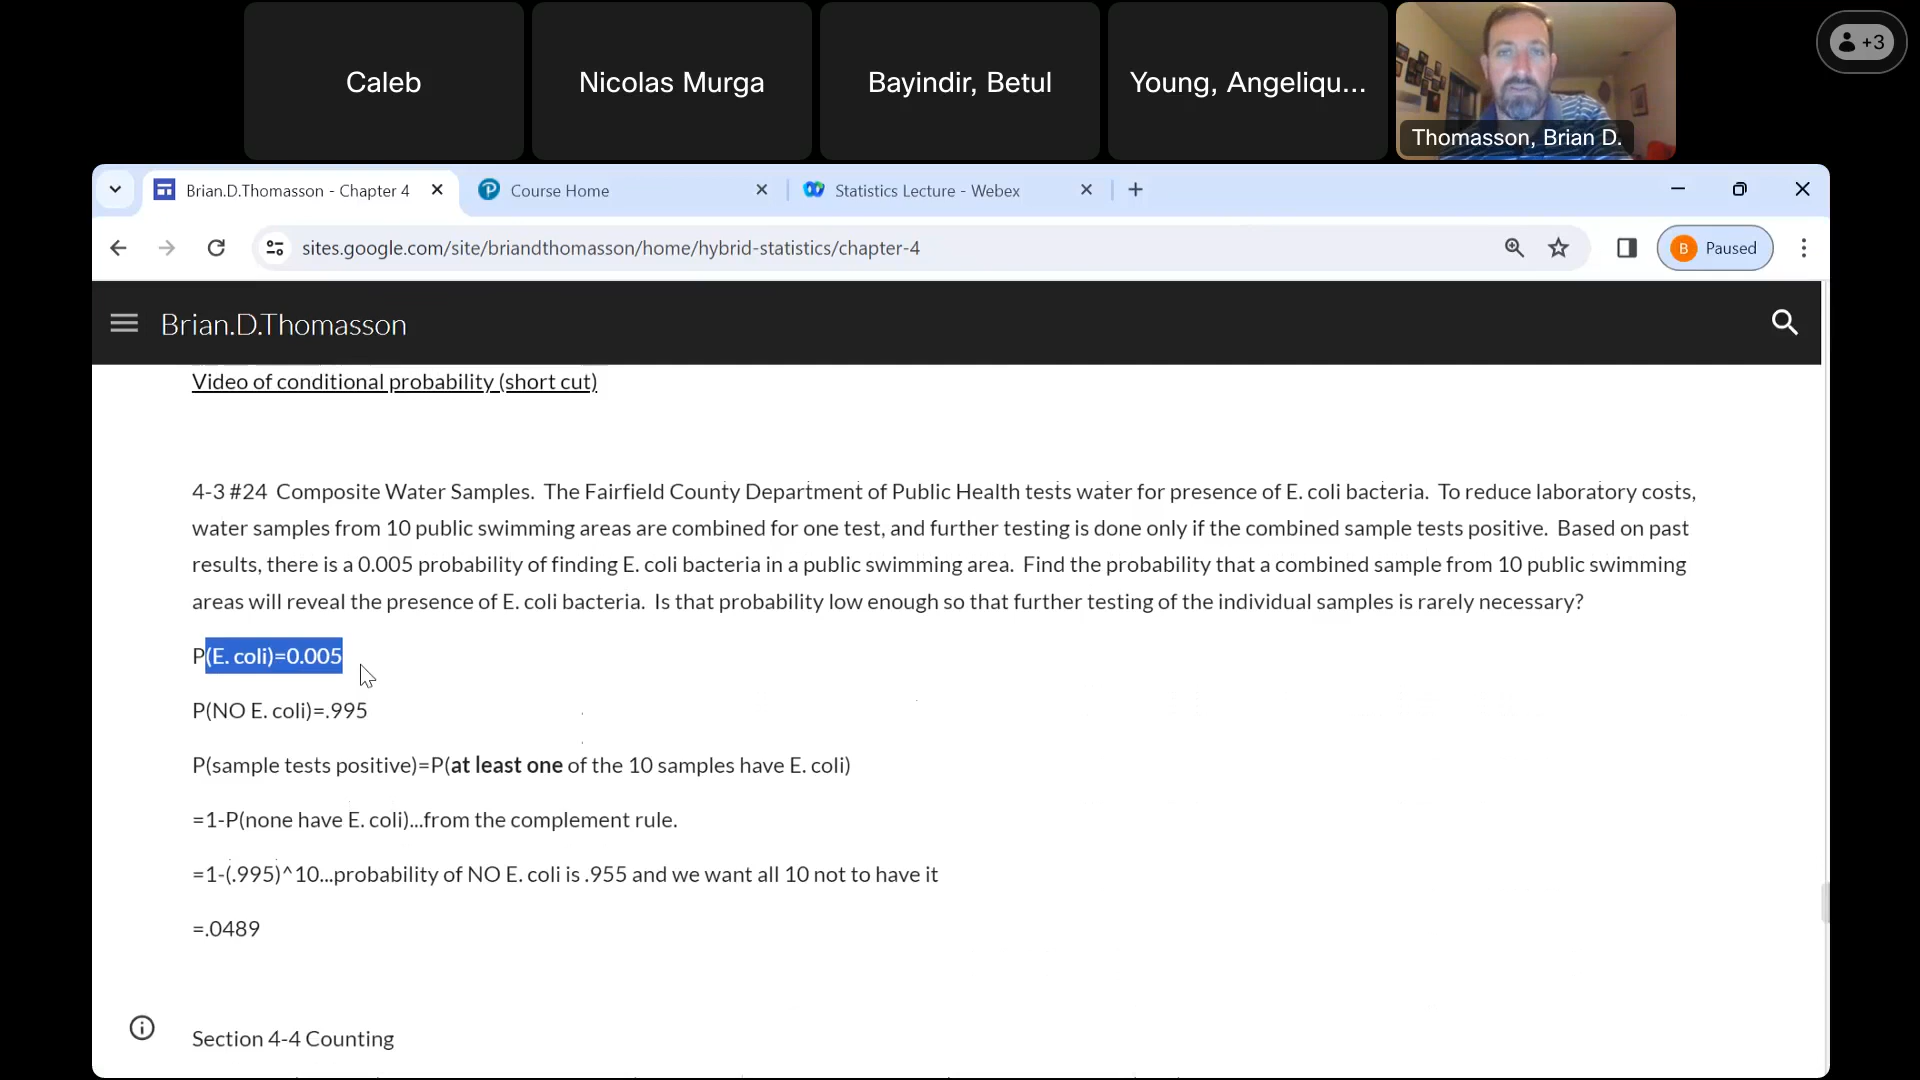 Caleb
Nicolas Murga
Bayindir, Betul
Young, Angeliqu...
Thomasson, Brian D.
+3
Brian.D.Thomasson - Chapter 4
Course Home
Statistics Lecture - Webex
sites.google.com/site/briandthomasson/home/hybrid-statistics/chapter-4
B Paused
Brian.D.Thomasson
Video of conditional probability (short cut)
4-3 #24 Composite Water Samples. The Fairfield County Department of Public Health tests water for presence of E. coli bacteria. To reduce laboratory costs,
water samples from 10 public swimming areas are combined for one test, and further testing is done only if the combined sample tests positive. Based on past
results, there is a 0.005 probability of finding E. coli bacteria in a public swimming area. Find the probability that a combined sample from 10 public swimming
areas will reveal the presence of E. coli bacteria. Is that probability low enough so that further testing of the individual samples is rarely necessary?
P(E. coli)=0.005
P(NO E. coli)=.995
P(sample tests positive)=P(at least one of the 10 samples have E. coli)
=1-P(none have E. coli)...from the complement rule.
=1-(.995)^10...probability of NO E. coli is .955 and we want all 10 not to have it
=.0489
Section 4-4 Counting